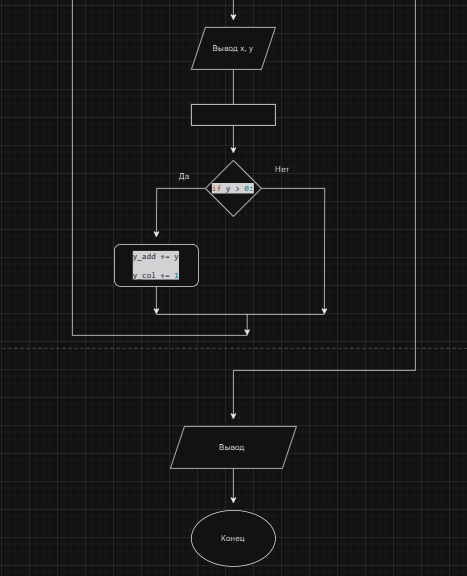 Вывод x, y
Да
Нет
if y > 0:
y_add += y
y_col += 1
Вывод
Конец